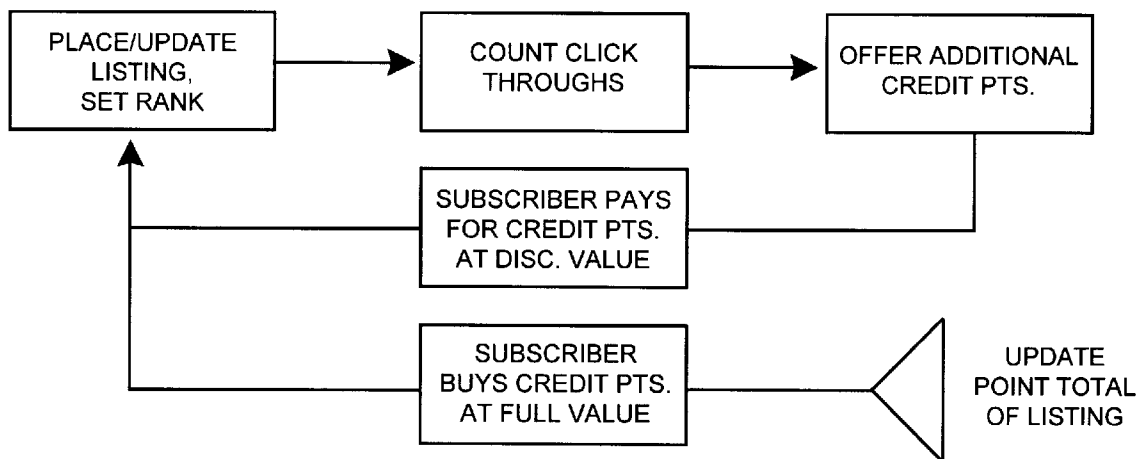 PLACE/UPDATE
LISTING,
SET RANK
COUNT CLICK
THROUGHS
OFFER ADDITIONAL
CREDIT PTS.
SUBSCRIBER PAYS
FOR CREDIT PTS.
AT DISC. VALUE
SUBSCRIBER
BUYS CREDIT PTS.
AT FULL VALUE
UPDATE
POINT TOTAL
OF LISTING